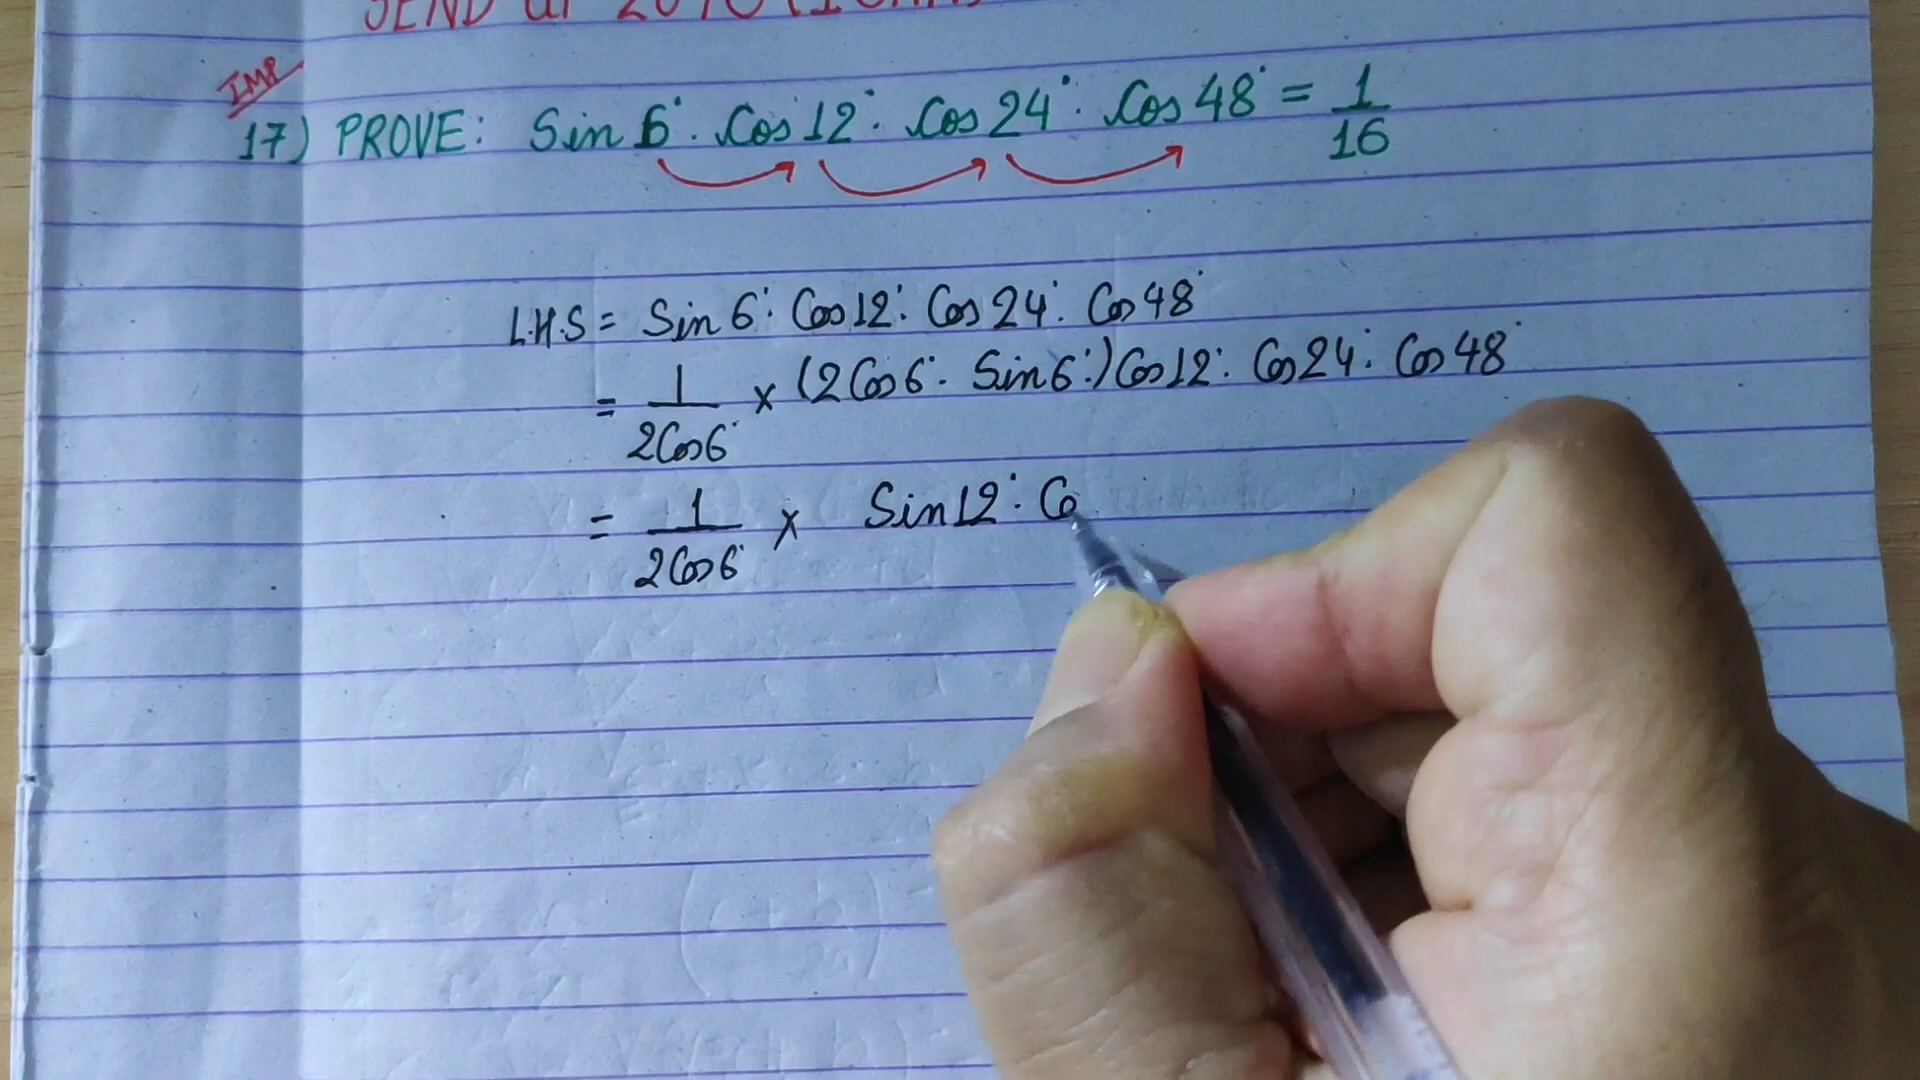 IMP
17) PROVE: Sin 6°. Cos 12°. Cos 24°. Cos 48° = 1/16
L.H.S = Sin 6°. Cos 12°. Cos 24°. Cos 48°
= 1/2Cos6° × (2Cos6°. Sin6°.) Cos12°. Cos24°. Cos48°
= 1/2Cos6° × Sin12°. Co